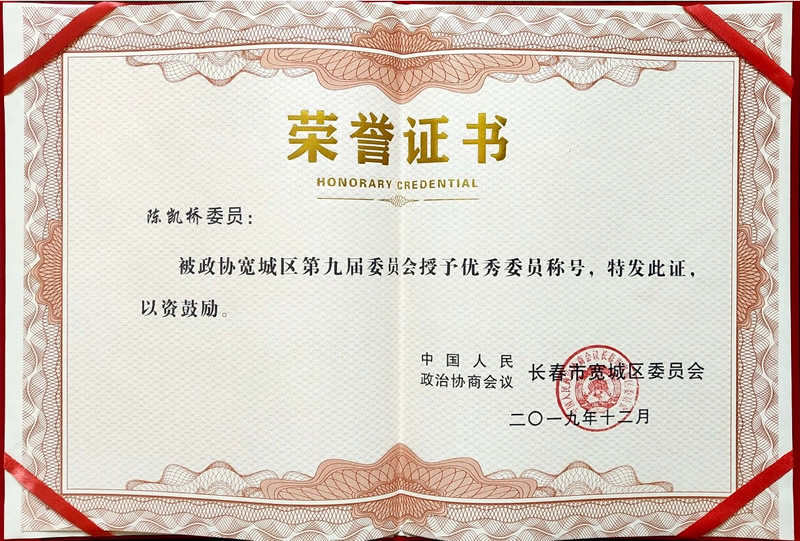 荣誉证书
HONORARY CREDENTIAL
陈凯桥委员：
被政协宽城区第九届委员会授予优秀委员称号，特发此证，
以资鼓励。
中国人民
政治协商会议 长春市宽城区委员会
二〇一九年十二月